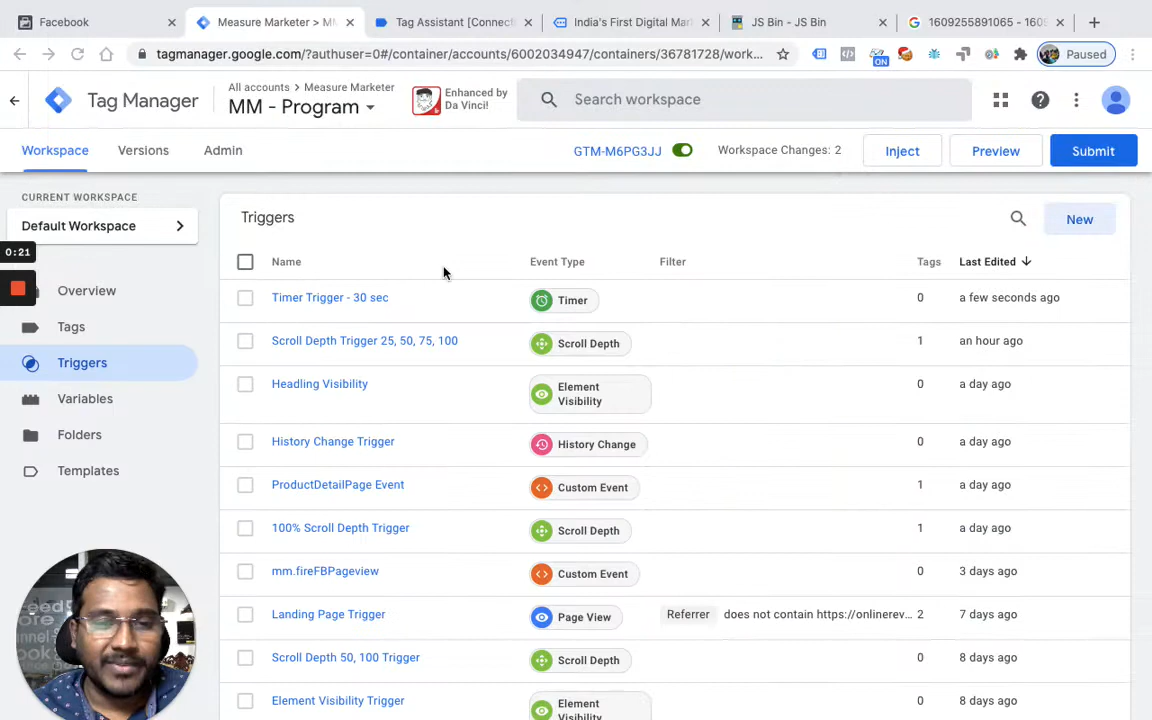 Facebook
Measure Marketer > MM
Tag Assistant [Connecti
India's First Digital Mar
JS Bin - JS Bin
1609255891065 - 1609
tagmanager.google.com/?authuser=0#/container/accounts/6002034947/containers/36781728/work...
ON
Paused
Tag Manager
All accounts > Measure Marketer
MM - Program
Enhanced by
Da Vinci!
Search workspace
Workspace
Versions
Admin
GTM-M6PG3JJ
Workspace Changes: 2
Inject
Preview
Submit
CURRENT WORKSPACE
Default Workspace
0:21
Overview
Tags
Triggers
Variables
Folders
Templates
Triggers
New
Name Event Type Filter Tags Last Edited
Timer Trigger - 30 sec Timer 0 a few seconds ago
Scroll Depth Trigger 25, 50, 75, 100 Scroll Depth 1 an hour ago
Headling Visibility Element Visibility 0 a day ago
History Change Trigger History Change 0 a day ago
ProductDetailPage Event Custom Event 1 a day ago
100% Scroll Depth Trigger Scroll Depth 1 a day ago
mm.fireFBPageview Custom Event 0 3 days ago
Landing Page Trigger Page View Referrer does not contain https://onlinerev... 2 7 days ago
Scroll Depth 50, 100 Trigger Scroll Depth 0 8 days ago
Element Visibility Trigger Element Visibility 0 8 days ago